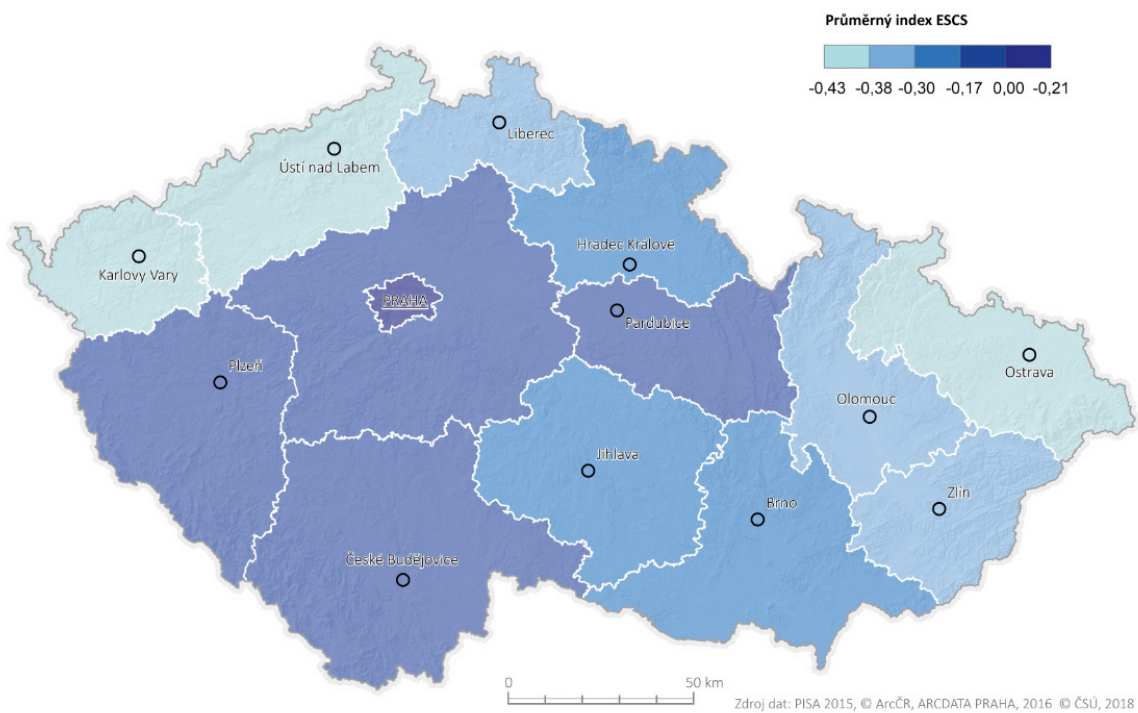 Průměrný index ESCS
-0,43 -0,38 -0,30 -0,17 0,00 -0,21
Liberec
Ústí nad Labem
Hradec Králové
Karlovy Vary
PRAHA
Pardubice
Plzeň
Ostrava
Olomouc
Jihlava
Zlín
Brno
České Budějovice
0 50 km
Zdroj dat: PISA 2015, © ArcČR, ARCDATA PRAHA, 2016 © ČSÚ, 2018